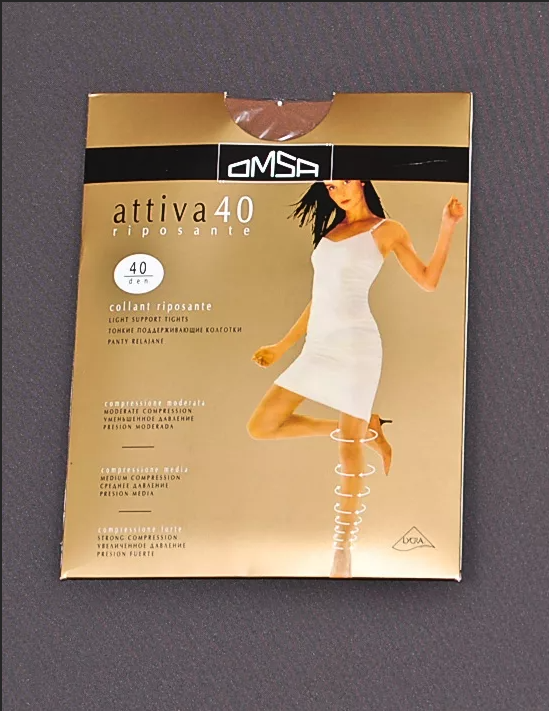 OMSA
attiva 40
riposante
40
den
collant riposante
LIGHT SUPPORT TIGHTS
ТОНКИЕ ПОДДЕРЖИВАЮЩИЕ КОЛГОТКИ
PANTY RELAJANE
compressione moderata
MODERATE COMPRESSION
УМЕНЬШЕННОЕ ДАВЛЕНИЕ
PRESION MODERADA
compressione media
MEDIUM COMPRESSION
СРЕДНЕЕ ДАВЛЕНИЕ
PRESION MEDIA
compressione forte
STRONG COMPRESSION
УВЕЛИЧЕННОЕ ДАВЛЕНИЕ
PRESION FUERTE
LYCRA